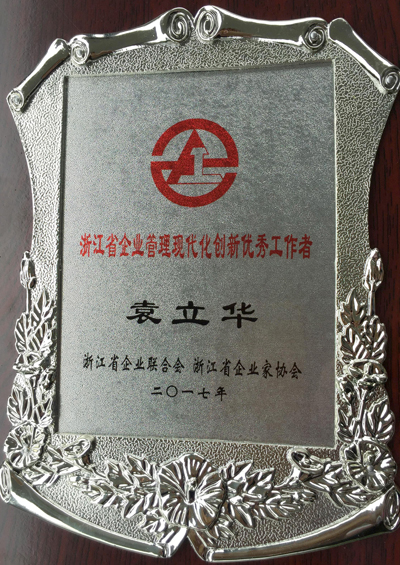 浙江省企业管理现代化创新优秀工作者
袁立华
浙江省企业联合会 浙江省企业家协会
二〇一七年